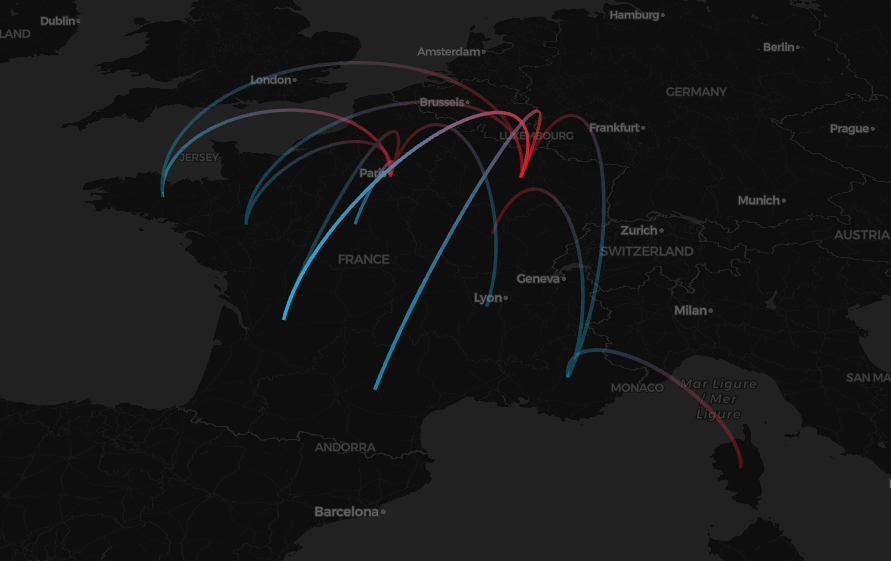 Hamburg
Dublin
LAND
Berlin
Amsterdam
London
GERMANY
Brussels
Frankfurt
Prague
LUXEMBOURG
JERSEY
Paris
Munich
Zurich
AUSTRIA
SWITZERLAND
FRANCE
Geneva
Lyon
Milan
SAN MA
MONACO
Mar Ligure
/ Mer
Ligure
ANDORRA
Barcelona